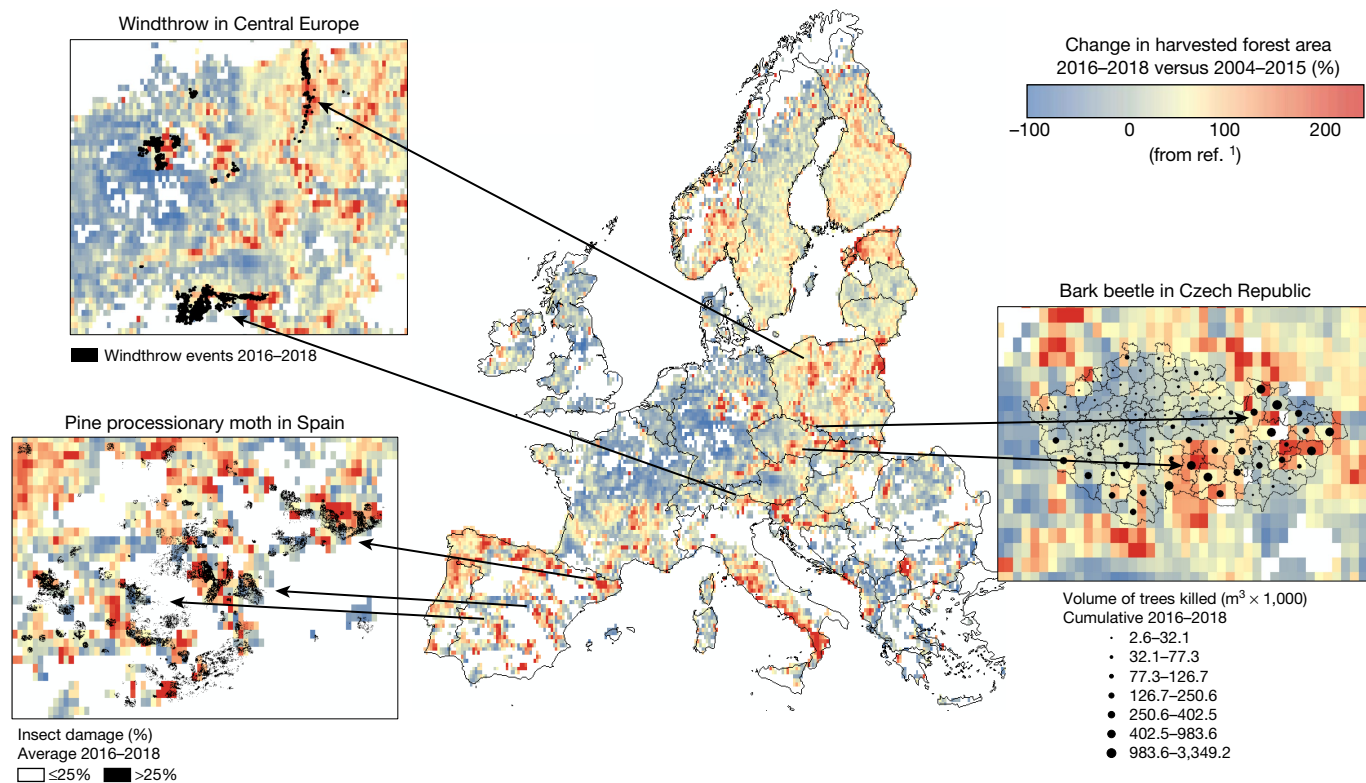 Windthrow in Central Europe
Windthrow events 2016–2018
Change in harvested forest area
2016–2018 versus 2004–2015 (%)
–100 0 100 200
(from ref. ¹)
Pine processionary moth in Spain
Insect damage (%)
Average 2016–2018
≤25% >25%
Bark beetle in Czech Republic
Volume of trees killed (m³ × 1,000)
Cumulative 2016–2018
2.6–32.1
32.1–77.3
77.3–126.7
126.7–250.6
250.6–402.5
402.5–983.6
983.6–3,349.2